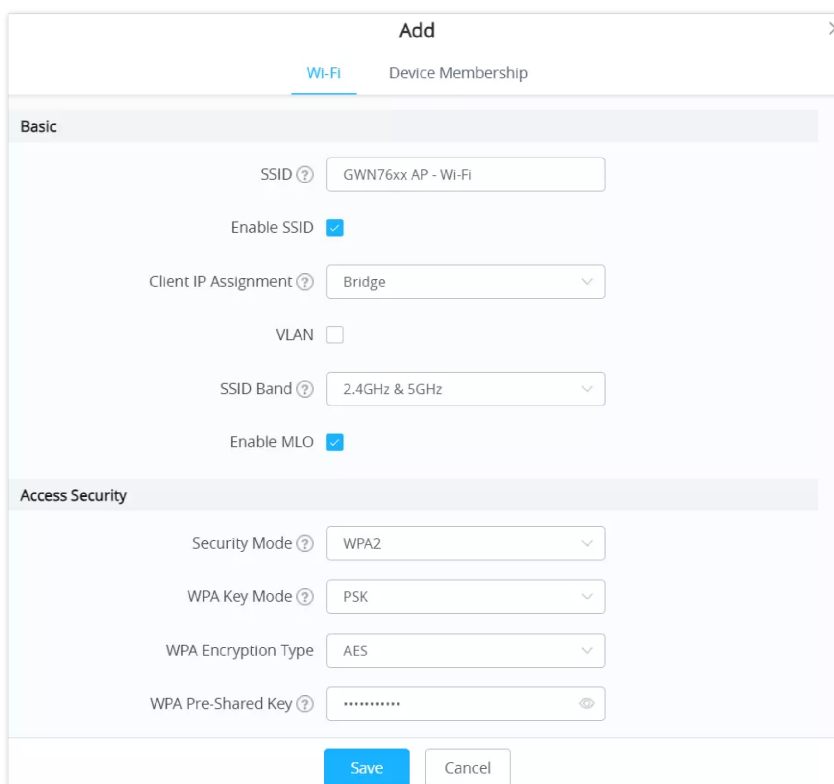 Add
Wi-Fi Device Membership
Basic
SSID ? GWN76xx AP - Wi-Fi
Enable SSID
Client IP Assignment ? Bridge
VLAN
SSID Band ? 2.4GHz & 5GHz
Enable MLO
Access Security
Security Mode ? WPA2
WPA Key Mode ? PSK
WPA Encryption Type AES
WPA Pre-Shared Key ? •••••••••••
Save Cancel